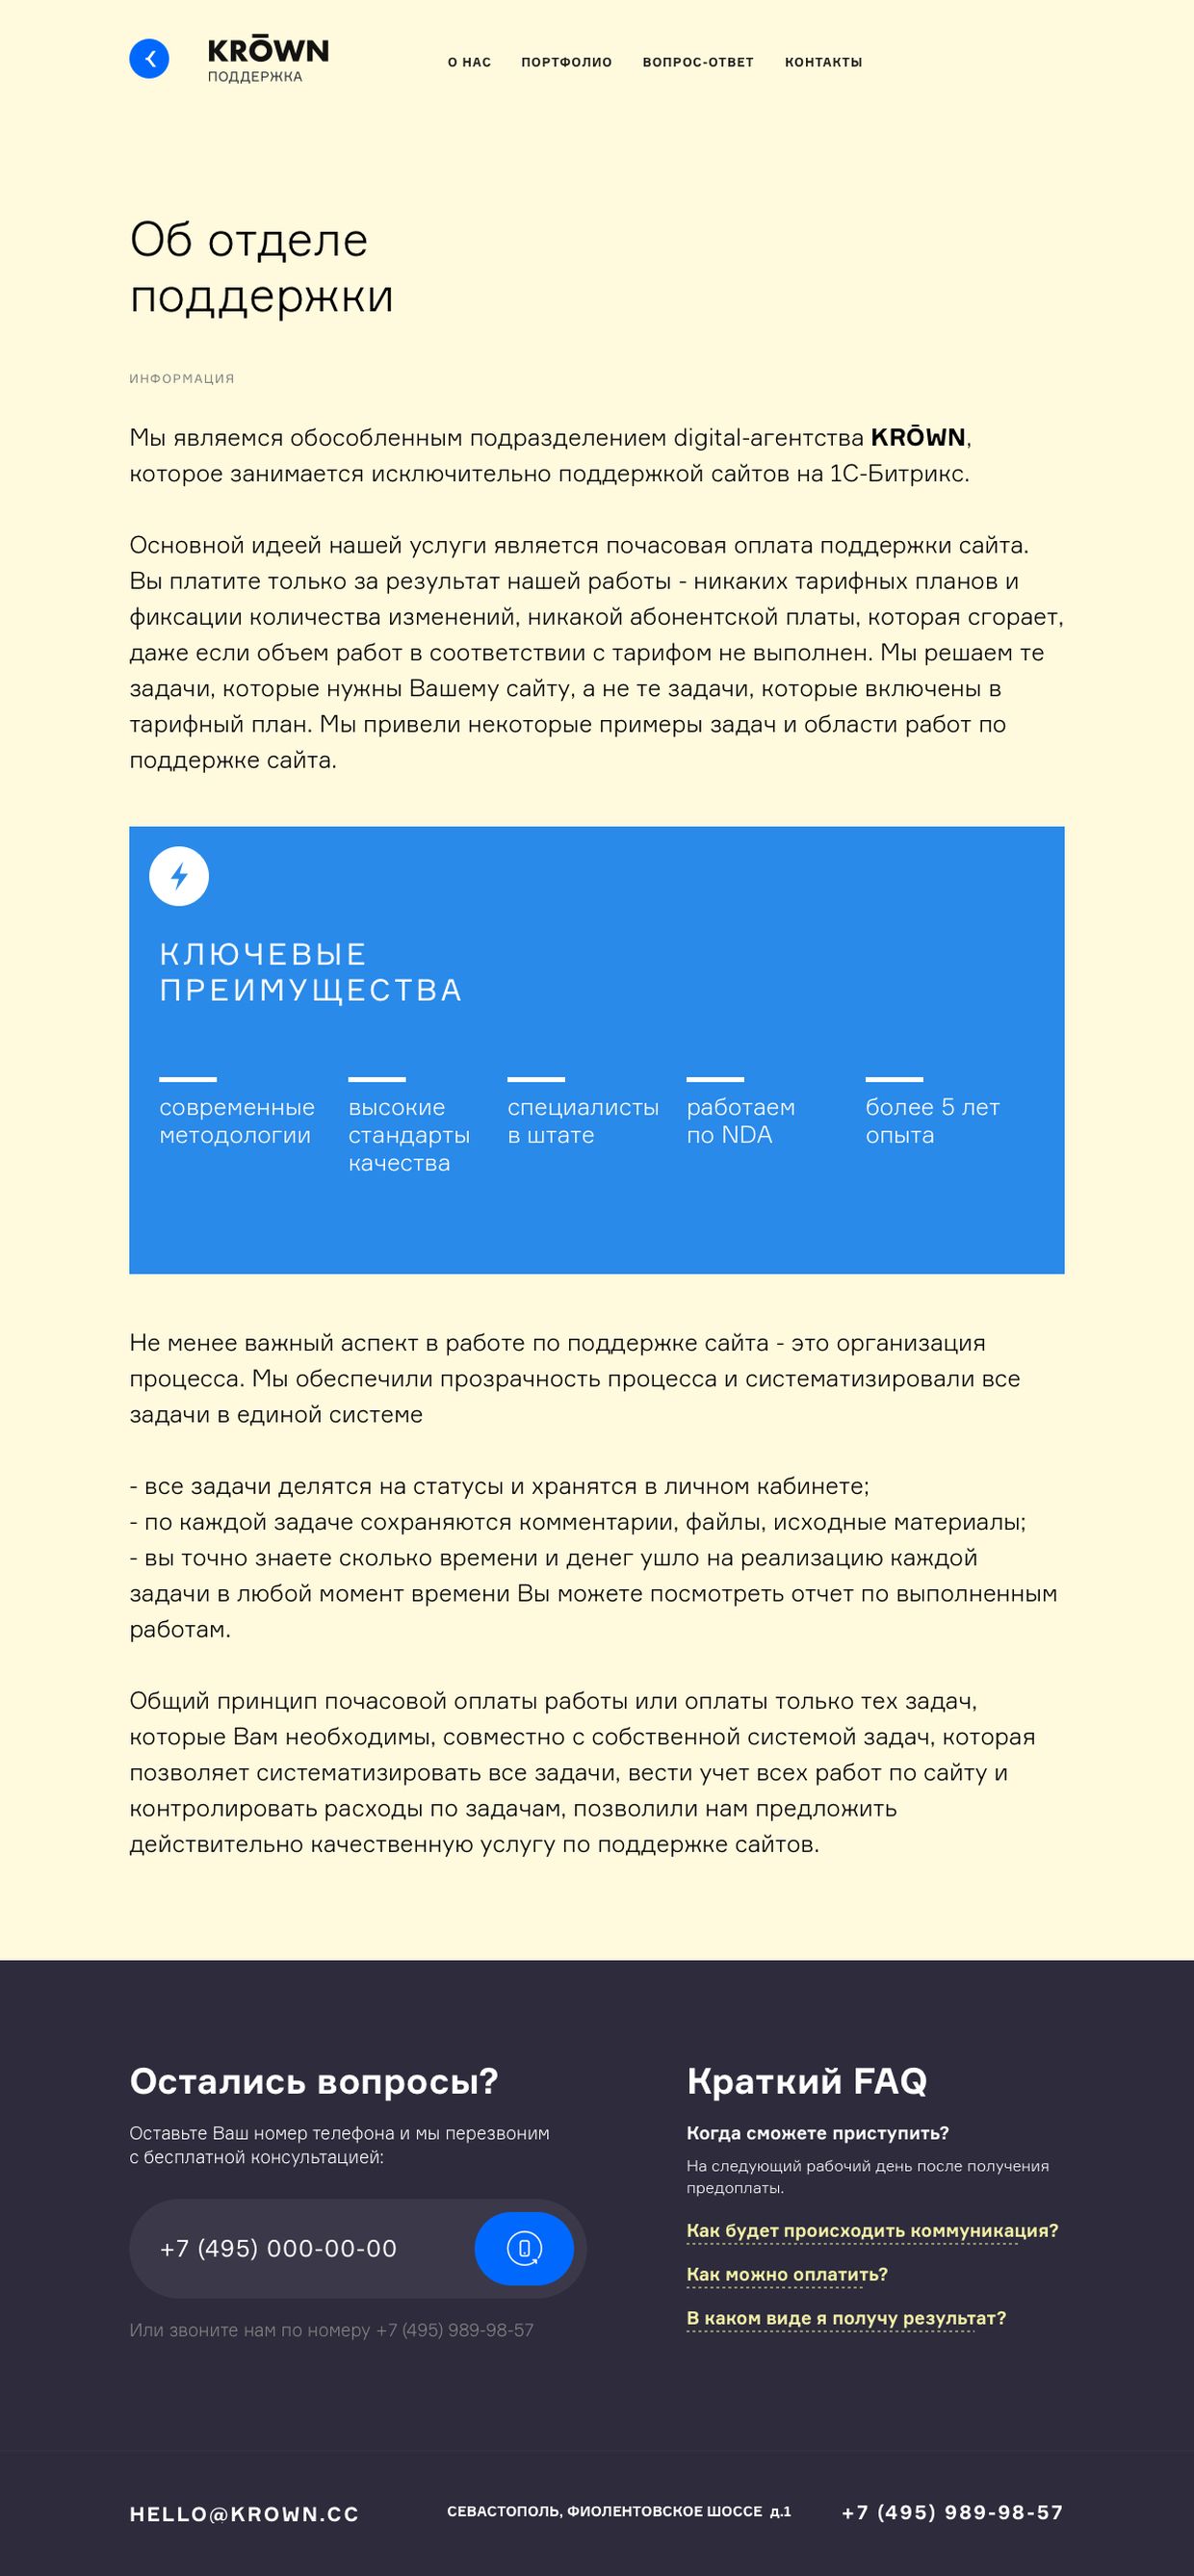 KRŌWN
ПОДДЕРЖКА
О НАС ПОРТФОЛИО ВОПРОС-ОТВЕТ КОНТАКТЫ
Об отделе
поддержки
ИНФОРМАЦИЯ
Мы являемся обособленным подразделением digital-агентства KRŌWN,
которое занимается исключительно поддержкой сайтов на 1С-Битрикс.
Основной идеей нашей услуги является почасовая оплата поддержки сайта.
Вы платите только за результат нашей работы - никаких тарифных планов и
фиксации количества изменений, никакой абонентской платы, которая сгорает,
даже если объем работ в соответствии с тарифом не выполнен. Мы решаем те
задачи, которые нужны Вашему сайту, а не те задачи, которые включены в
тарифный план. Мы привели некоторые примеры задач и области работ по
поддержке сайта.
КЛЮЧЕВЫЕ
ПРЕИМУЩЕСТВА
современные
методологии
высокие
стандарты
качества
специалисты
в штате
работаем
по NDA
более 5 лет
опыта
Не менее важный аспект в работе по поддержке сайта - это организация
процесса. Мы обеспечили прозрачность процесса и систематизировали все
задачи в единой системе
- все задачи делятся на статусы и хранятся в личном кабинете;
- по каждой задаче сохраняются комментарии, файлы, исходные материалы;
- вы точно знаете сколько времени и денег ушло на реализацию каждой
задачи в любой момент времени Вы можете посмотреть отчет по выполненным
работам.
Общий принцип почасовой оплаты работы или оплаты только тех задач,
которые Вам необходимы, совместно с собственной системой задач, которая
позволяет систематизировать все задачи, вести учет всех работ по сайту и
контролировать расходы по задачам, позволили нам предложить
действительно качественную услугу по поддержке сайтов.
Остались вопросы?
Оставьте Ваш номер телефона и мы перезвоним
с бесплатной консультацией:
+7 (495) 000-00-00
Или звоните нам по номеру +7 (495) 989-98-57
Краткий FAQ
Когда сможете приступить?
На следующий рабочий день после получения
предоплаты.
Как будет происходить коммуникация?
Как можно оплатить?
В каком виде я получу результат?
HELLO@KROWN.CC
СЕВАСТОПОЛЬ, ФИОЛЕНТОВСКОЕ ШОССЕ д.1
+7 (495) 989-98-57